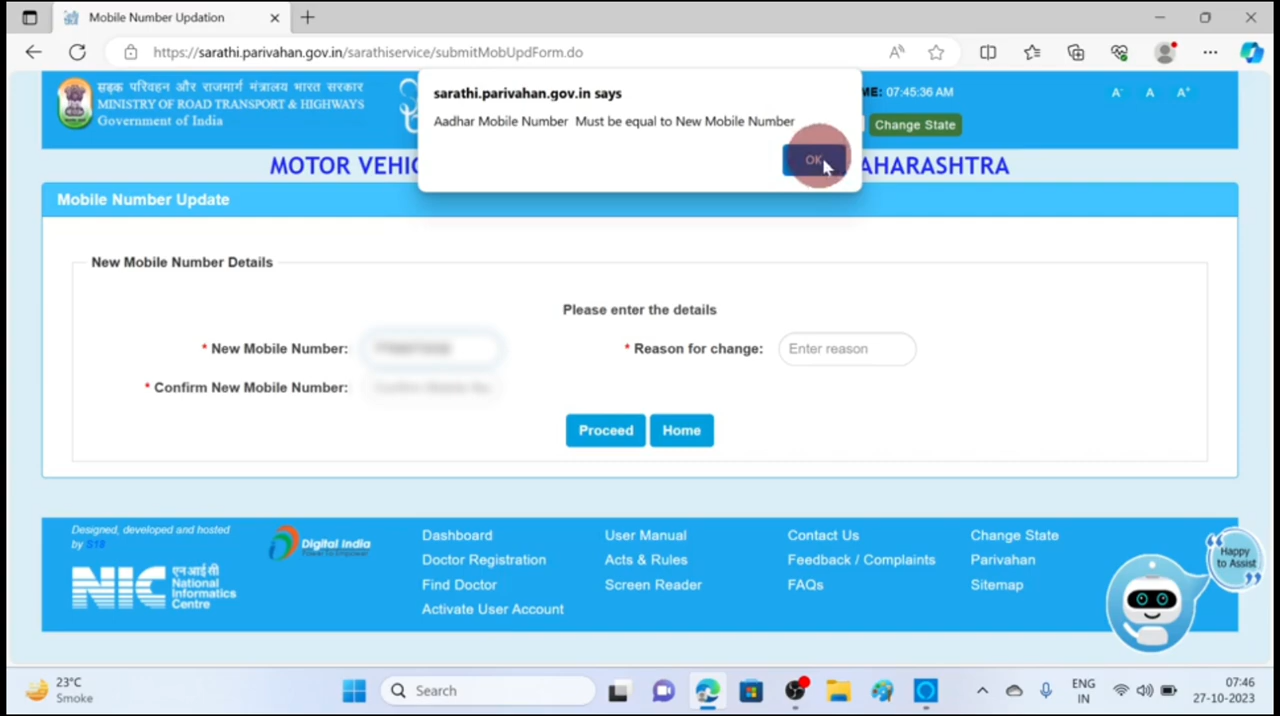 Mobile Number Updation
https://sarathi.parivahan.gov.in/sarathiservice/submitMobUpdForm.do
सड़क परिवहन और राजमार्ग मंत्रालय भारत सरकार
MINISTRY OF ROAD TRANSPORT & HIGHWAYS
Government of India
sarathi.parivahan.gov.in says
Aadhar Mobile Number Must be equal to New Mobile Number
OK
ME: 07:45:36 AM
A- A A+
Change State
MOTOR VEHIC
AHARASHTRA
Mobile Number Update
New Mobile Number Details
Please enter the details
* New Mobile Number:
* Reason for change:
Enter reason
* Confirm New Mobile Number:
Proceed
Home
Designed, developed and hosted
by
Digital India
Power To Empower
NIC
एनआईसी
National
Informatics
Centre
Dashboard
Doctor Registration
Find Doctor
Activate User Account
User Manual
Acts & Rules
Screen Reader
Contact Us
Feedback / Complaints
FAQs
Change State
Parivahan
Sitemap
Happy
to Assist
23°C
Smoke
Search
ENG
IN
07:46
27-10-2023